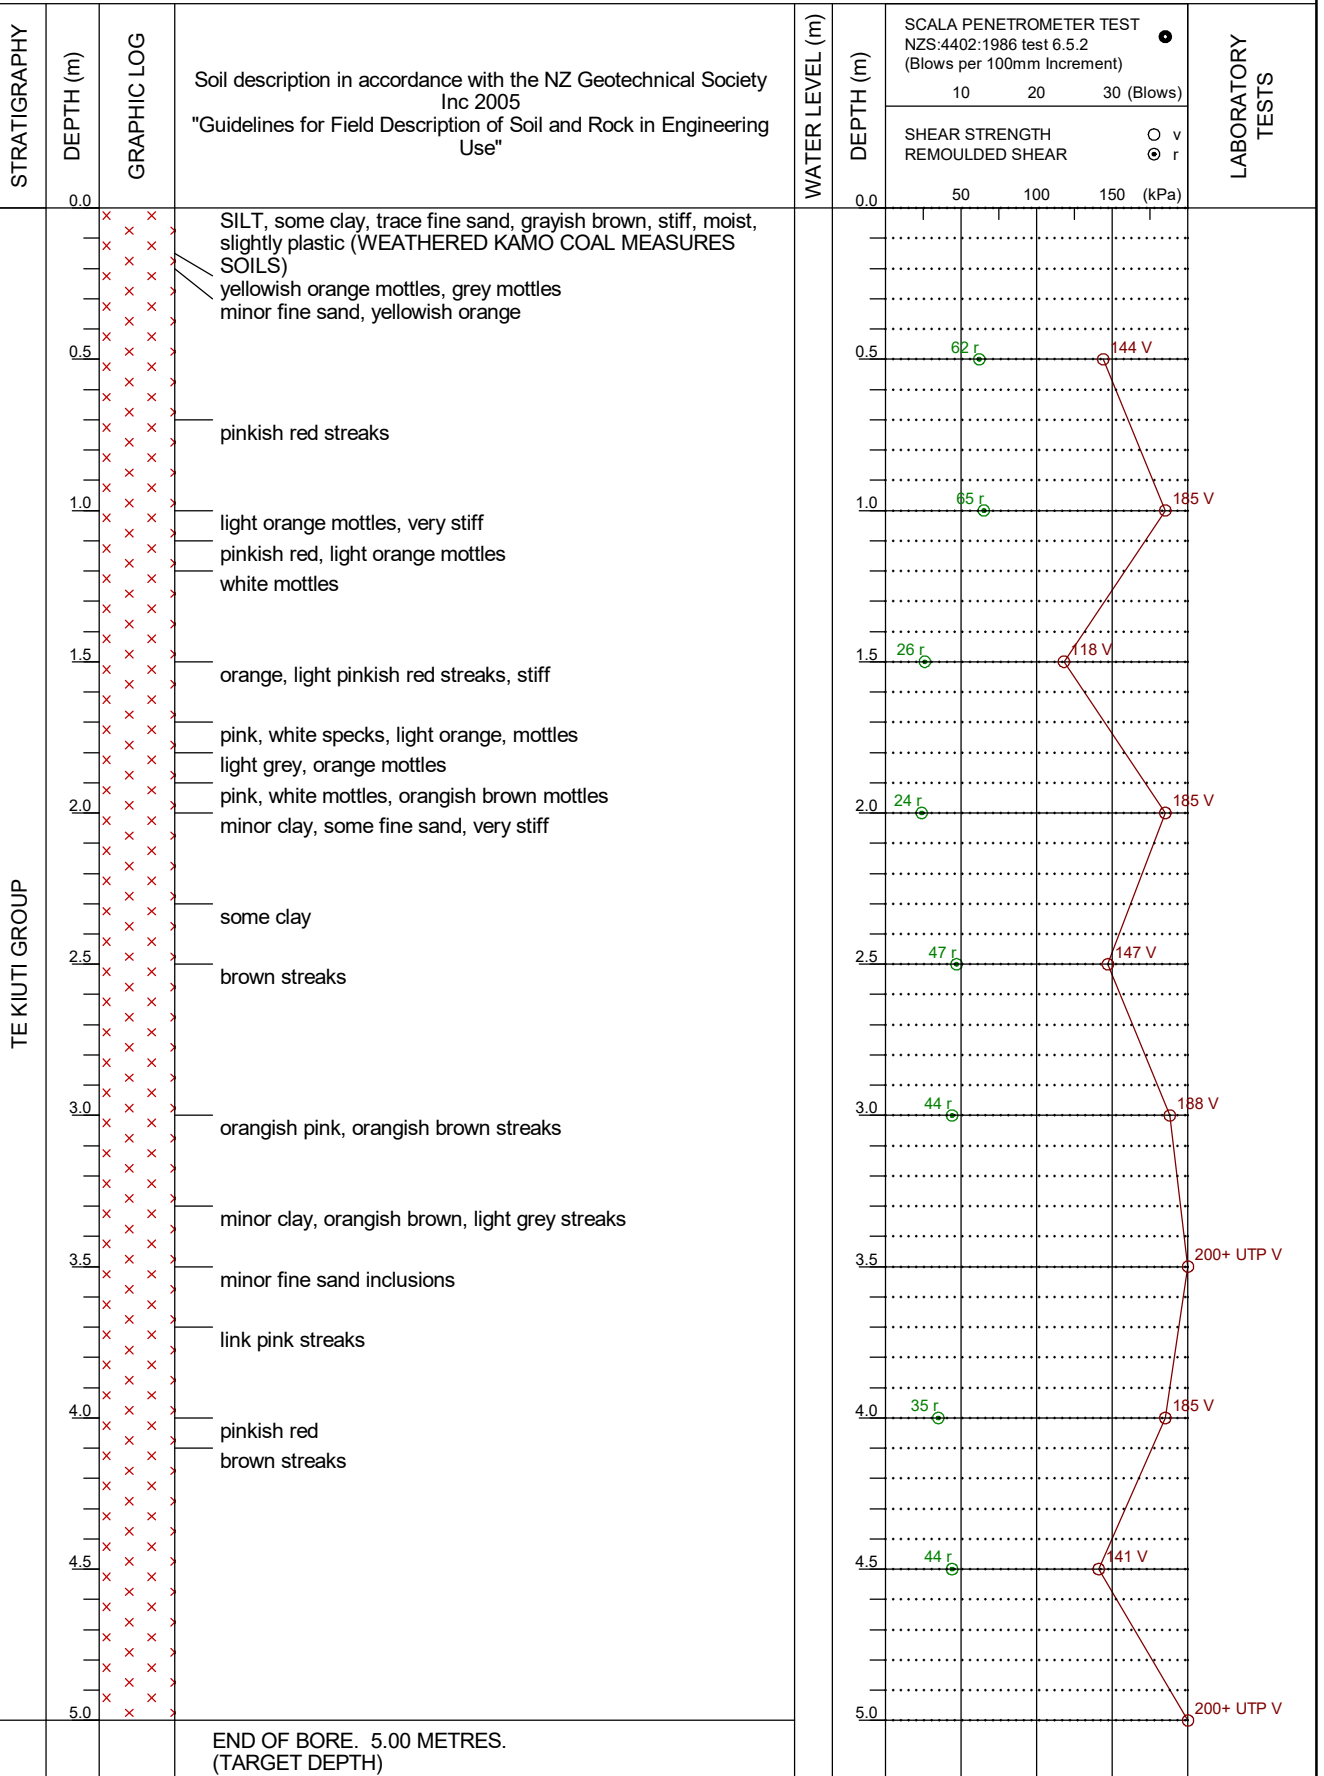 STRATIGRAPHY
DEPTH (m)
GRAPHIC LOG
Soil description in accordance with the NZ Geotechnical Society
Inc 2005
"Guidelines for Field Description of Soil and Rock in Engineering
Use"
WATER LEVEL (m)
DEPTH (m)
SCALA PENETROMETER TEST
NZS:4402:1986 test 6.5.2
(Blows per 100mm Increment)
10 20 30 (Blows)
SHEAR STRENGTH v
REMOULDED SHEAR r
50 100 150 (kPa)
LABORATORY
TESTS
0.0 0.0
SILT, some clay, trace fine sand, grayish brown, stiff, moist,
slightly plastic (WEATHERED KAMO COAL MEASURES
SOILS)
yellowish orange mottles, grey mottles
minor fine sand, yellowish orange
0.5 0.5 62 r 144 V
pinkish red streaks
1.0 1.0 65 r 185 V
light orange mottles, very stiff
pinkish red, light orange mottles
white mottles
1.5 1.5 26 r 118 V
orange, light pinkish red streaks, stiff
pink, white specks, light orange, mottles
light grey, orange mottles
pink, white mottles, orangish brown mottles
2.0 2.0 24 r 185 V
minor clay, some fine sand, very stiff
TE KIUTI GROUP
some clay
2.5 2.5 47 r 147 V
brown streaks
3.0 3.0 44 r 188 V
orangish pink, orangish brown streaks
minor clay, orangish brown, light grey streaks
3.5 3.5 200+ UTP V
minor fine sand inclusions
link pink streaks
4.0 4.0 35 r 185 V
pinkish red
brown streaks
4.5 4.5 44 r 141 V
5.0 5.0 200+ UTP V
END OF BORE. 5.00 METRES.
(TARGET DEPTH)